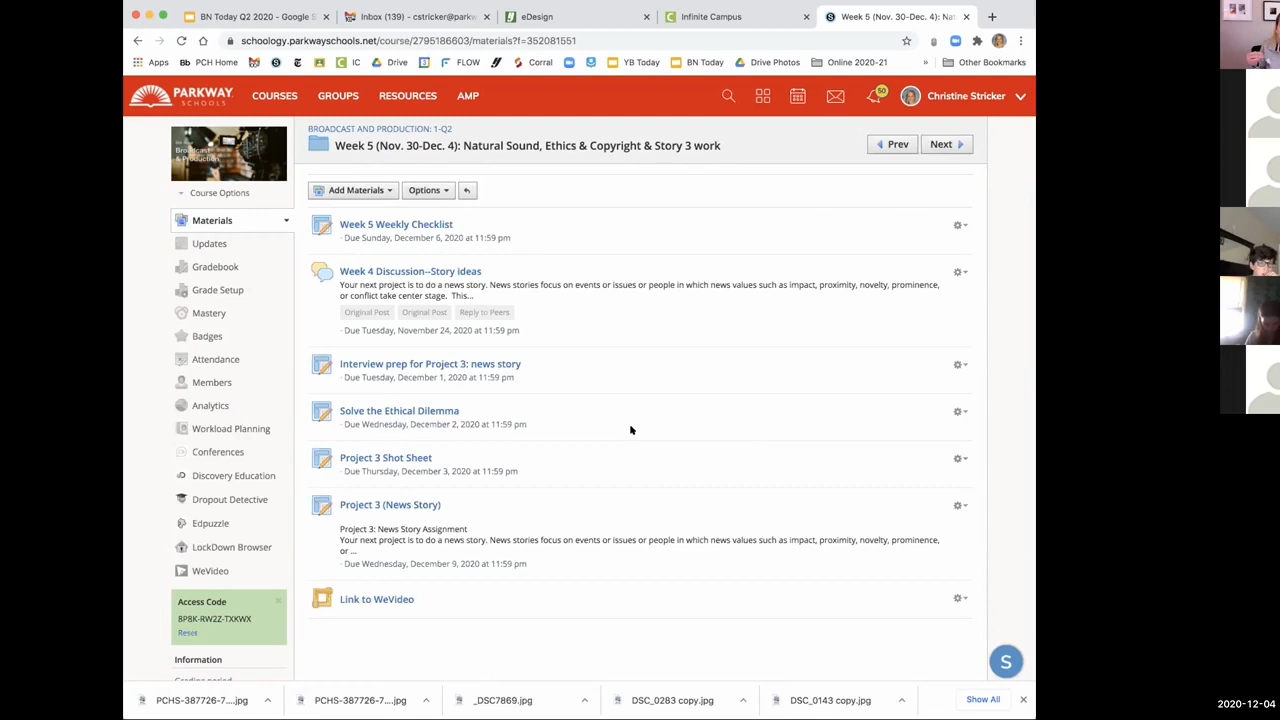 BN Today Q2 2020 - Google S
Inbox (139) - cstricker@parkw
eDesign
Infinite Campus
Week 5 (Nov. 30-Dec. 4): Nat
schoology.parkwayschools.net/course/2795186603/materials?f=352081551
Apps
Bb PCH Home
IC
Drive
FLOW
Corral
YB Today
BN Today
Drive Photos
Online 2020-21
»
Other Bookmarks
PARKWAY
SCHOOLS
COURSES
GROUPS
RESOURCES
AMP
50
Christine Stricker
Broadcast
& Production
Course Options
Materials
Updates
Gradebook
Grade Setup
Mastery
Badges
Attendance
Members
Analytics
Workload Planning
Conferences
Discovery Education
Dropout Detective
Edpuzzle
LockDown Browser
WeVideo
Access Code
8P8K-RW2Z-TXKWX
Reset
Information
BROADCAST AND PRODUCTION: 1-Q2
Week 5 (Nov. 30-Dec. 4): Natural Sound, Ethics & Copyright & Story 3 work
Prev
Next
Add Materials
Options
Week 5 Weekly Checklist
· Due Sunday, December 6, 2020 at 11:59 pm
Week 4 Discussion--Story ideas
Your next project is to do a news story. News stories focus on events or issues or people in which news values such as impact, proximity, novelty, prominence,
or conflict take center stage. This...
Original Post Original Post Reply to Peers
· Due Tuesday, November 24, 2020 at 11:59 pm
Interview prep for Project 3: news story
· Due Tuesday, December 1, 2020 at 11:59 pm
Solve the Ethical Dilemma
· Due Wednesday, December 2, 2020 at 11:59 pm
Project 3 Shot Sheet
· Due Thursday, December 3, 2020 at 11:59 pm
Project 3 (News Story)
Project 3: News Story Assignment
Your next project is to do a news story. News stories focus on events or issues or people in which news values such as impact, proximity, novelty, prominence,
or ...
· Due Wednesday, December 9, 2020 at 11:59 pm
Link to WeVideo
S
PCHS-387726-7....jpg
PCHS-387726-7....jpg
_DSC7869.jpg
DSC_0283 copy.jpg
DSC_0143 copy.jpg
Show All
2020-12-04